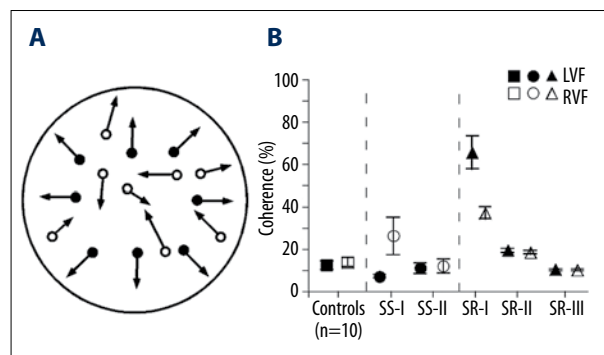 A
B
LVF
RVF
Coherence (%)
100
80
60
40
20
0
Controls
(n=10)
SS-I
SS-II
SR-I
SR-II
SR-III